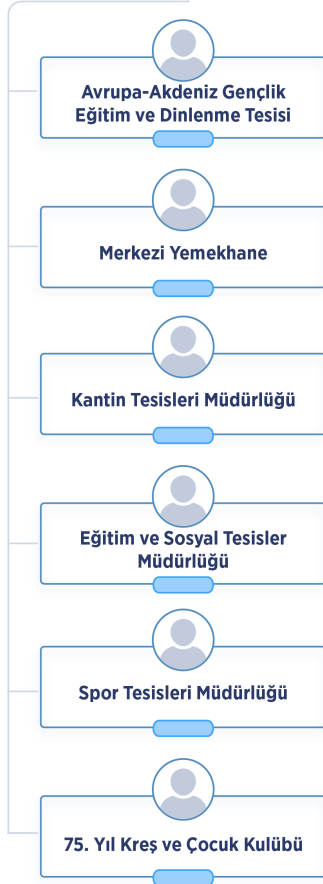 Avrupa-Akdeniz Gençlik
Eğitim ve Dinlenme Tesisi
Merkezi Yemekhane
Kantin Tesisleri Müdürlüğü
Eğitim ve Sosyal Tesisler
Müdürlüğü
Spor Tesisleri Müdürlüğü
75. Yıl Kreş ve Çocuk Kulübü